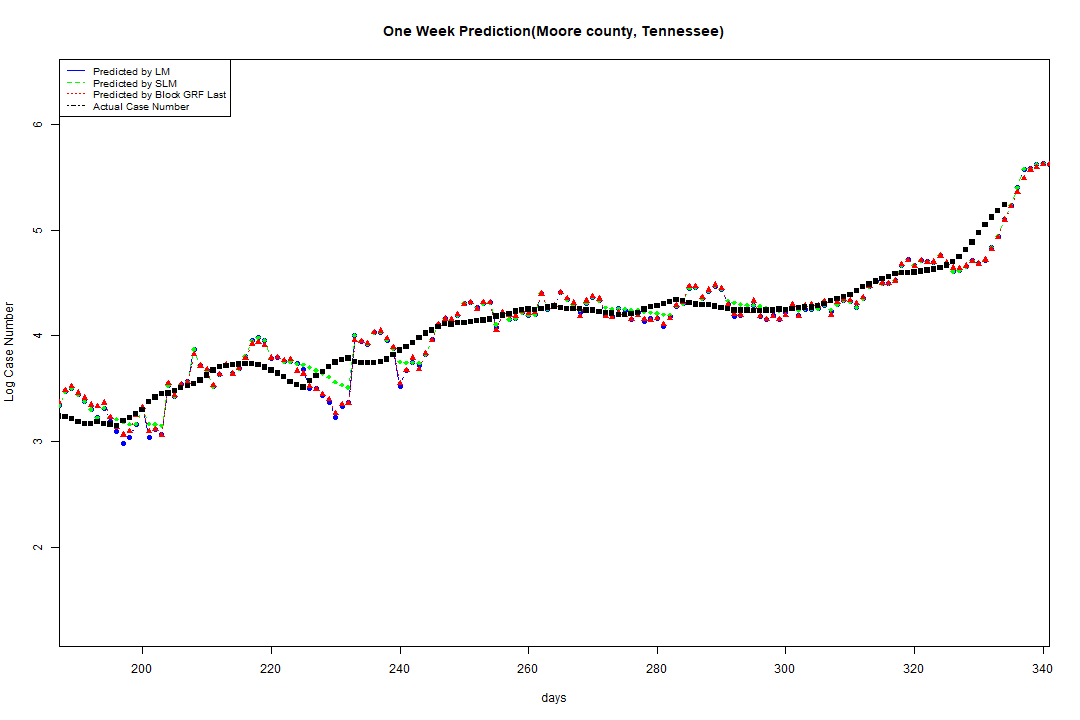 One Week Prediction(Moore county, Tennessee)
Predicted by LM
Predicted by SLM
Predicted by Block GRF Last
Actual Case Number
6
5
4
3
2
Log Case Number
200 220 240 260 280 300 320 340
days